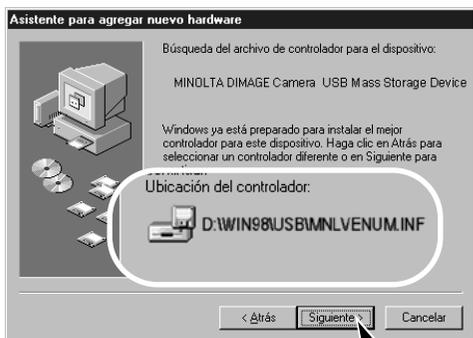 Asistente para agregar nuevo hardware
Búsqueda del archivo de controlador para el dispositivo:
MINOLTA DIMAGE Camera USB Mass Storage Device
Windows ya está preparado para instalar el mejor
controlador para este dispositivo. Haga clic en Atrás para
seleccionar un controlador diferente o en Siguiente para
Ubicación del controlador:
D:\WIN98\USB\MNLVENUM.INF
< Atrás
Siguiente >
Cancelar